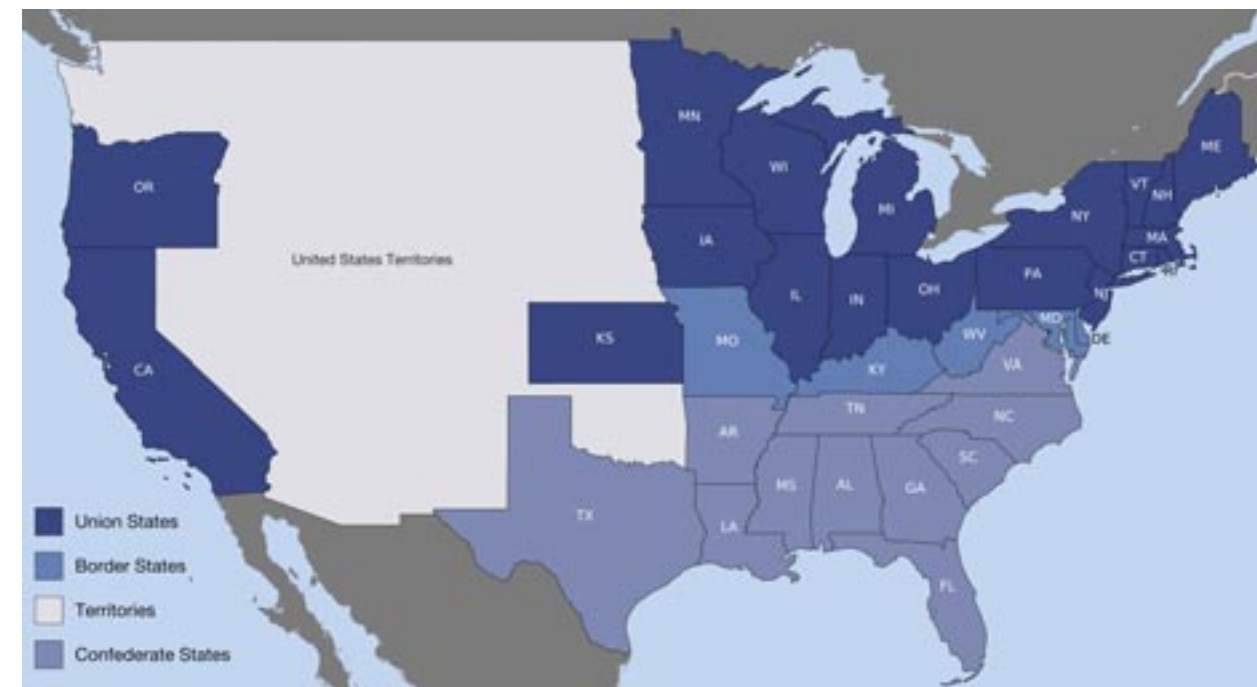 MN
ME
OR
WI
VT
NH
MI
NY
MA
IA
CT
RI
United States Territories
PA
IL
IN
OH
NJ
KS
MO
WV
MD
DE
CA
KY
VA
TN
NC
AR
SC
MS
AL
GA
TX
LA
FL
Union States
Border States
Territories
Confederate States